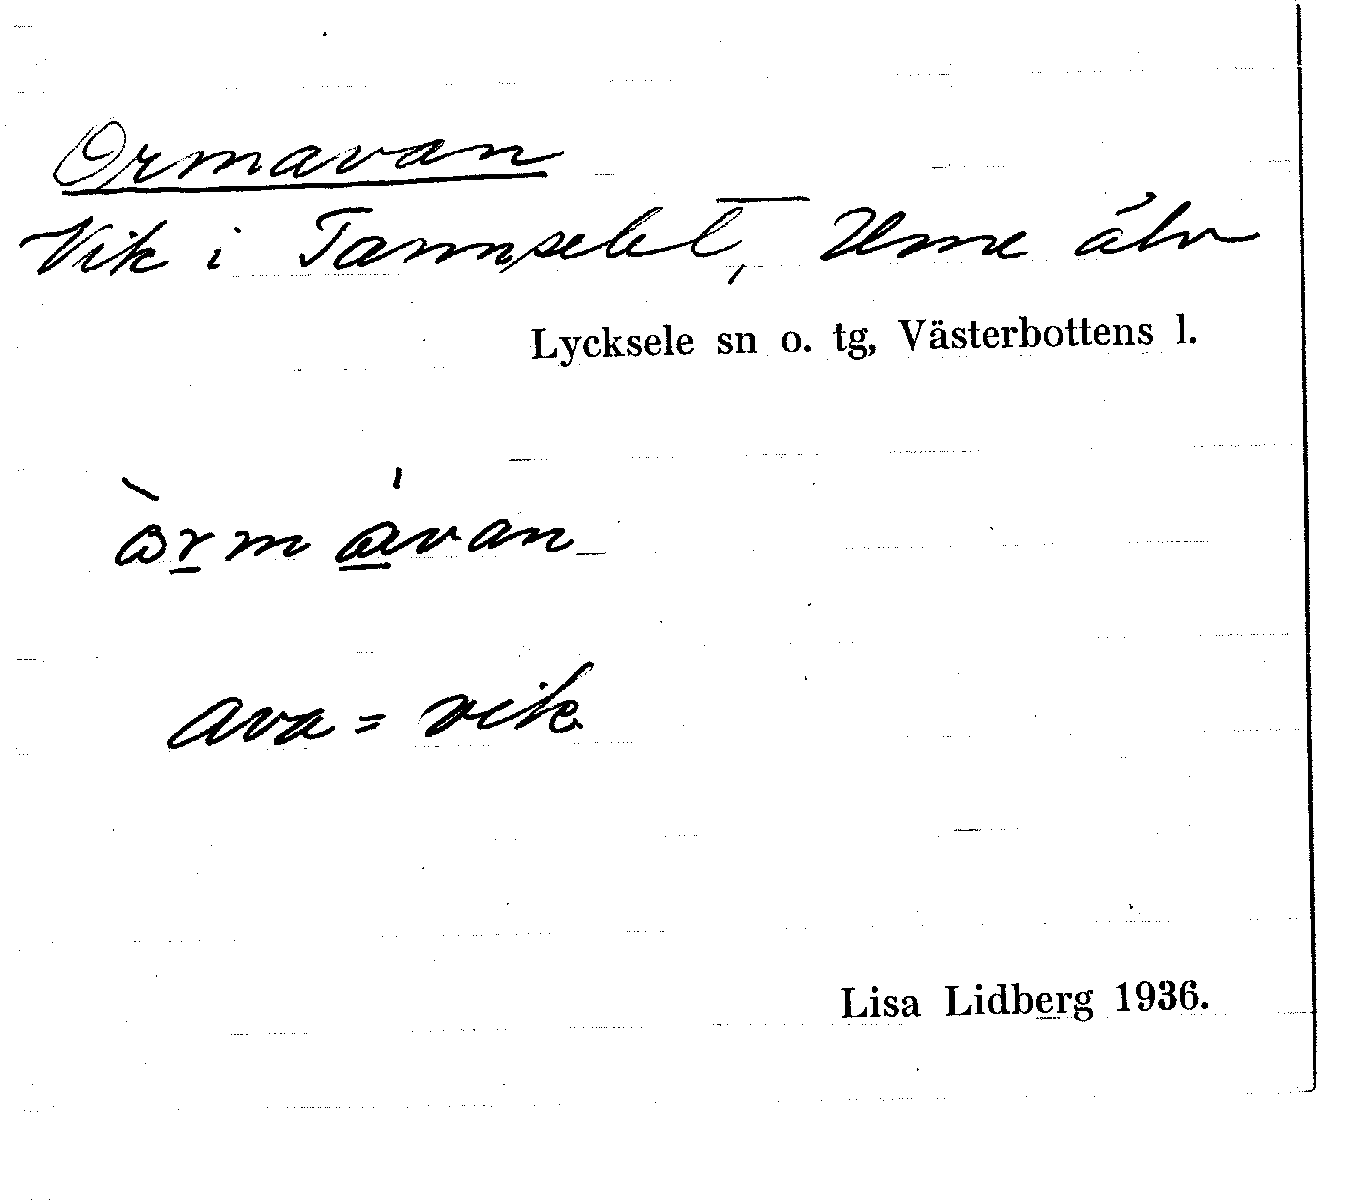 Ormavan
Vik i Tannselet, Ume älv
Lycksele sn o. tg, Västerbottens l.
òrmávan
ava = vik
Lisa Lidberg 1936.